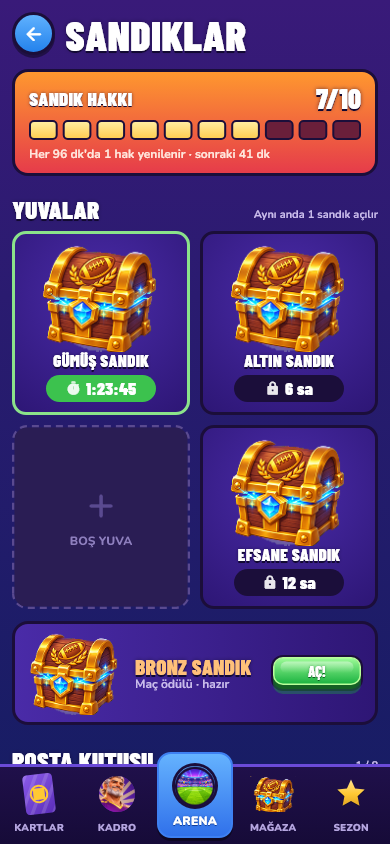 SANDIKLAR
SANDIK HAKKI
7/10
Her 96 dk'da 1 hak yenilenir · sonraki 41 dk
YUVALAR
Aynı anda 1 sandık açılır
GÜMÜŞ SANDIK
1:23:45
ALTIN SANDIK
6 sa
BOŞ YUVA
EFSANE SANDIK
12 sa
BRONZ SANDIK
Maç ödülü · hazır
AÇ!
POSTA KUTUSU
KARTLAR
KADRO
ARENA
MAĞAZA
SEZON